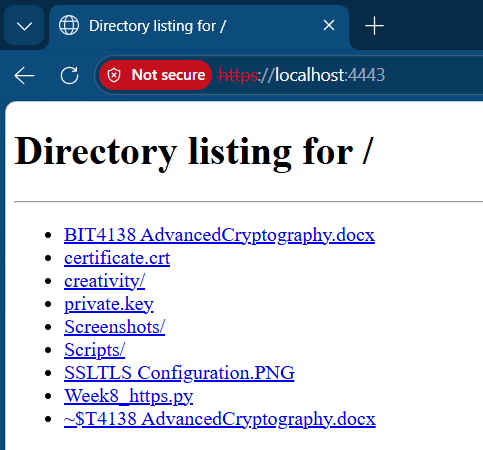 Directory listing for /
Not secure https://localhost:4443
Directory listing for /
BIT4138 AdvancedCryptography.docx
certificate.crt
creativity/
private.key
Screenshots/
Scripts/
SSLTLS Configuration.PNG
Week8_https.py
~$T4138 AdvancedCryptography.docx